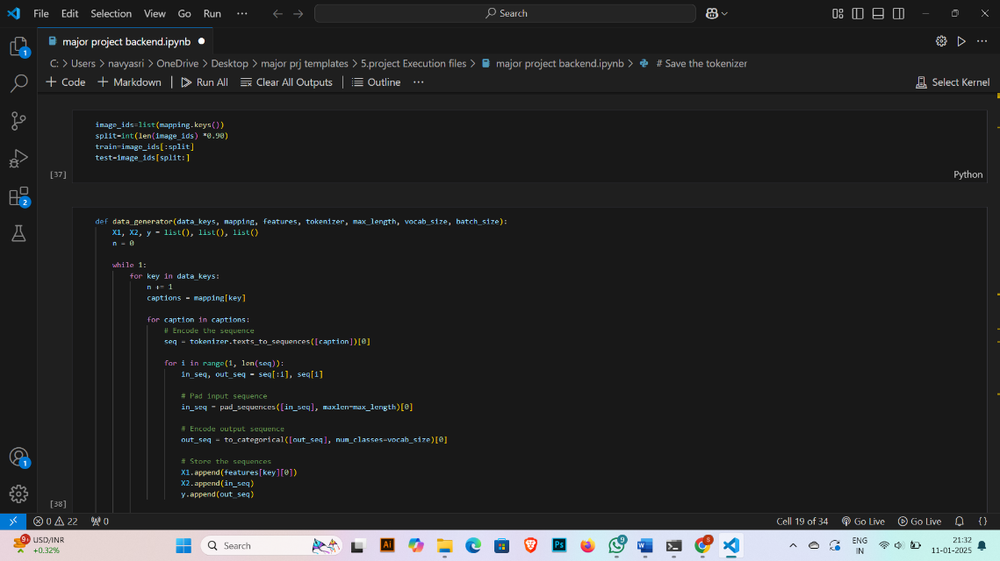 File Edit Selection View Go Run ··· Search
major project backend.ipynb
C: > Users > navyasri > OneDrive > Desktop > major prj templates > 5.project Execution files > major project backend.ipynb > # Save the tokenizer
+ Code + Markdown | Run All Clear All Outputs | Outline ··· Select Kernel
image_ids=list(mapping.keys())
split=int(len(image_ids) *0.90)
train=image_ids[:split]
test=image_ids[split:]
[37] Python
def data_generator(data_keys, mapping, features, tokenizer, max_length, vocab_size, batch_size):
X1, X2, y = list(), list(), list()
n = 0
while 1:
for key in data_keys:
n += 1
captions = mapping[key]
for caption in captions:
# Encode the sequence
seq = tokenizer.texts_to_sequences([caption])[0]
for i in range(1, len(seq)):
in_seq, out_seq = seq[:i], seq[i]
# Pad input sequence
in_seq = pad_sequences([in_seq], maxlen=max_length)[0]
# Encode output sequence
out_seq = to_categorical([out_seq], num_classes=vocab_size)[0]
# Store the sequences
X1.append(features[key][0])
X2.append(in_seq)
y.append(out_seq)
[38]
1
2
1
0 22 0 Cell 19 of 34 Go Live Go Live {}
9+ USD/INR
+0.32%
Search
Ai Ps 9 W 5
ENG
IN
21:32
11-01-2025